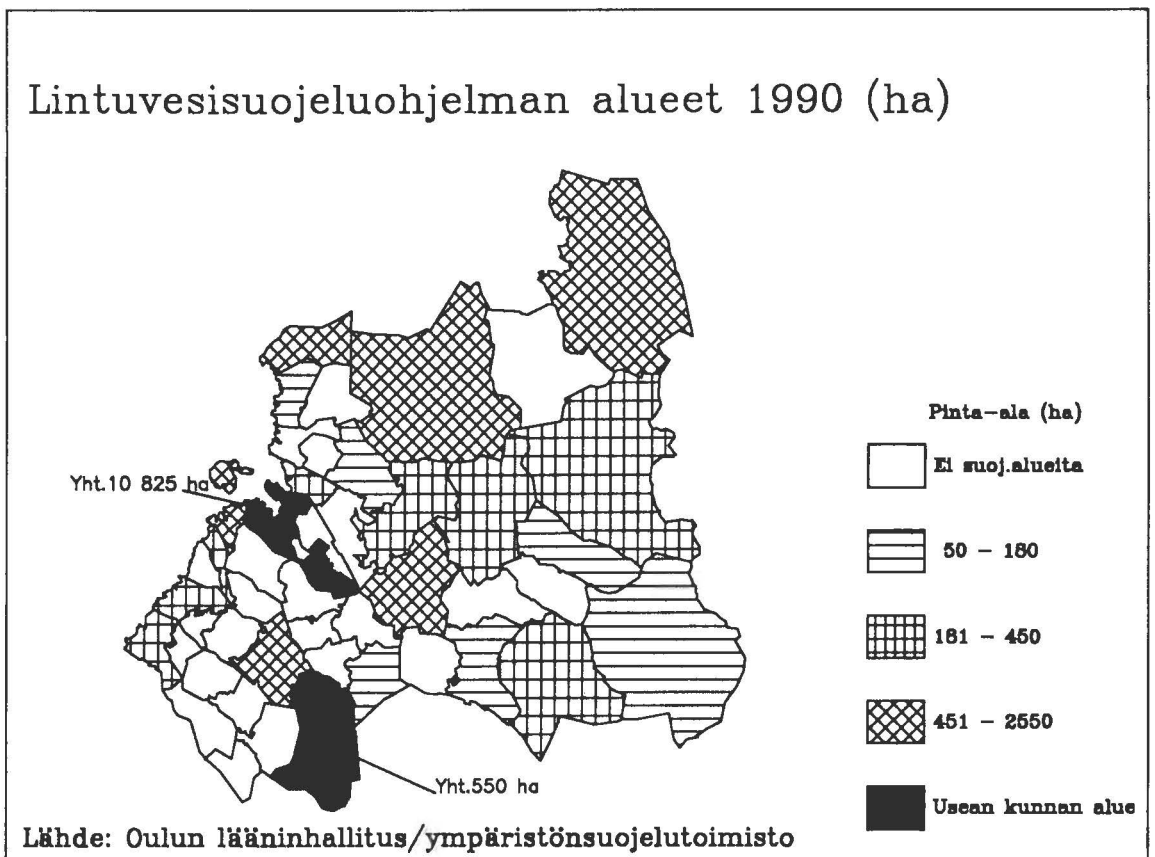 Lintuvesisuojeluohjelman alueet 1990 (ha)
Pinta-ala (ha)
Ei suoj.alueita
Yht.10 825 ha
50 - 180
181 - 450
451 - 2550
Yht.550 ha
Usean kunnan alue
Lähde: Oulun lääninhallitus/ympäristönsuojelutoimisto